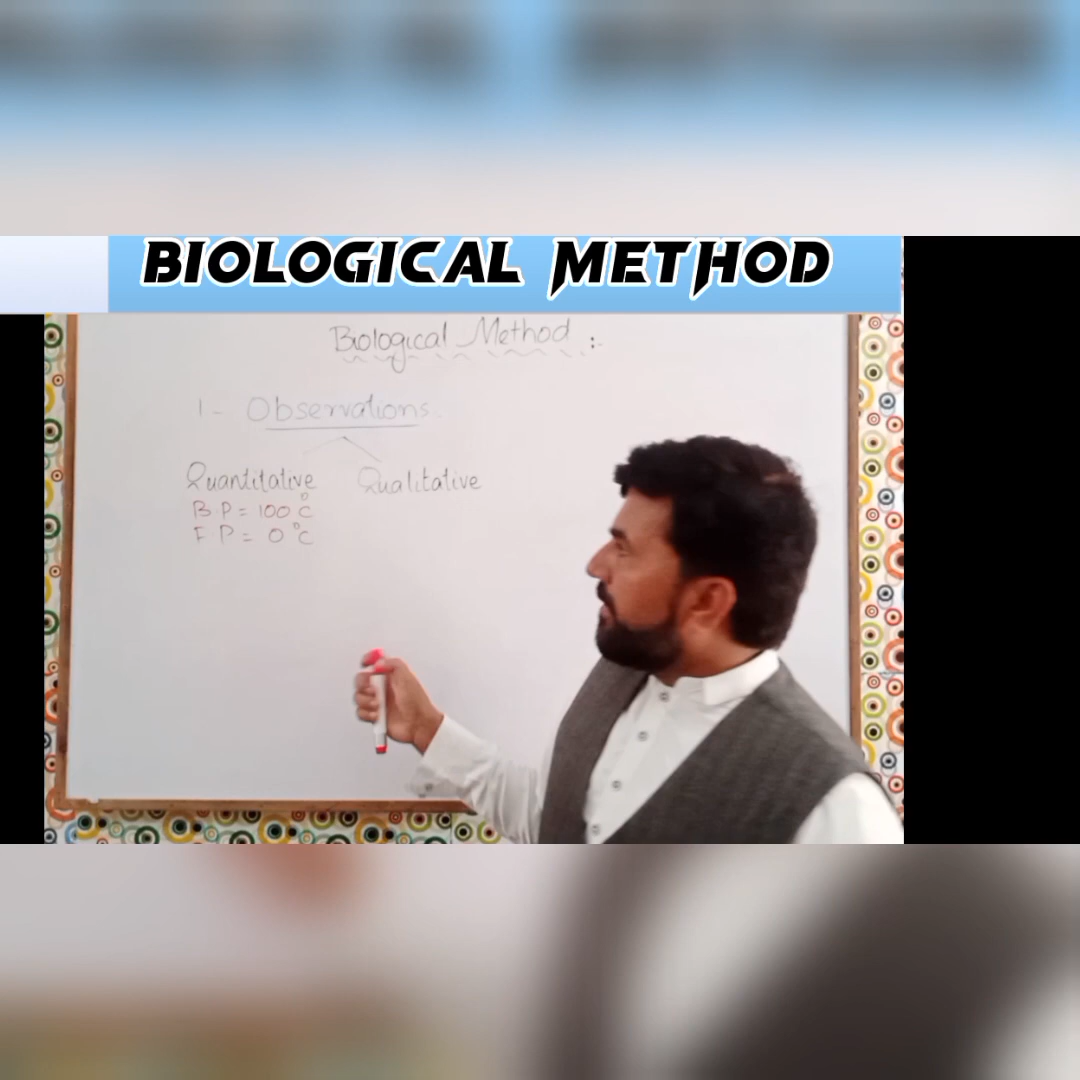 BIOLOGICAL METHOD
Biological Method :-
1- Observations.
Quantitative Qualitative
B.P = 100 °C
F P = 0 °C